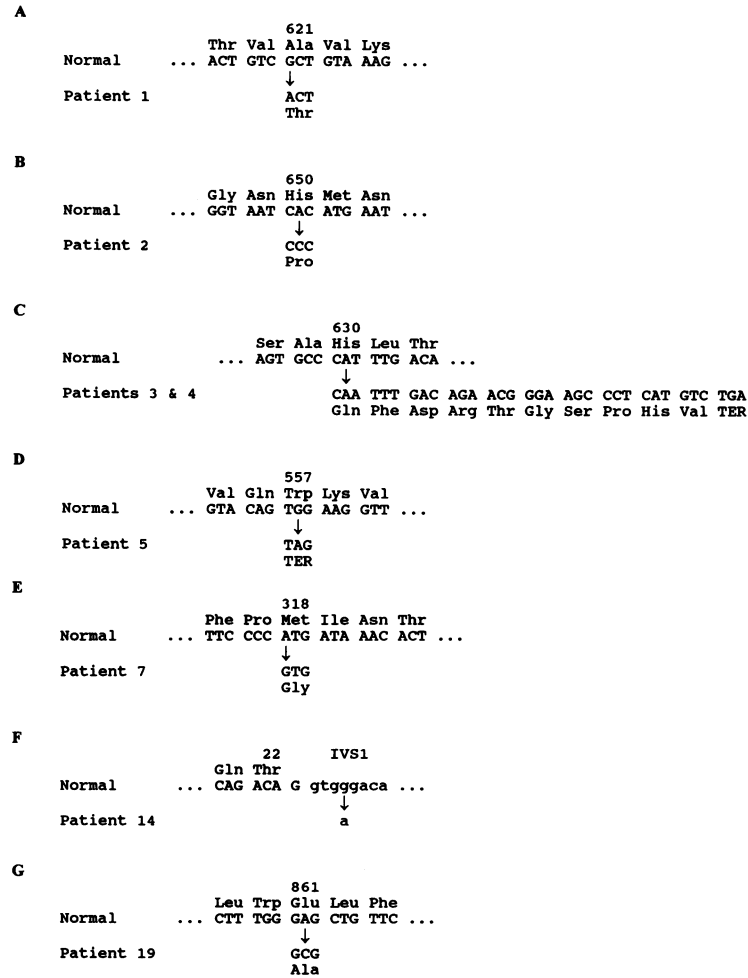 A
621
Thr Val Ala Val Lys
Normal ... ACT GTC GCT GTA AAG ...
↓
Patient 1 ACT
Thr
B
650
Gly Asn His Met Asn
Normal ... GGT AAT CAC ATG AAT ...
↓
Patient 2 CCC
Pro
C
630
Ser Ala His Leu Thr
Normal ... AGT GCC CAT TTG ACA ...
↓
Patients 3 & 4 CAA TTT GAC AGA ACG GGA AGC CCT CAT GTC TGA
Gln Phe Asp Arg Thr Gly Ser Pro His Val TER
D
557
Val Gln Trp Lys Val
Normal ... GTA CAG TGG AAG GTT ...
↓
Patient 5 TAG
TER
E
318
Phe Pro Met Ile Asn Thr
Normal ... TTC CCC ATG ATA AAC ACT ...
↓
Patient 7 GTG
Gly
F
22 IVS1
Gln Thr
Normal ... CAG ACA G gtgggaca ...
↓
Patient 14 a
G
861
Leu Trp Glu Leu Phe
Normal ... CTT TGG GAG CTG TTC ...
↓
Patient 19 GCG
Ala